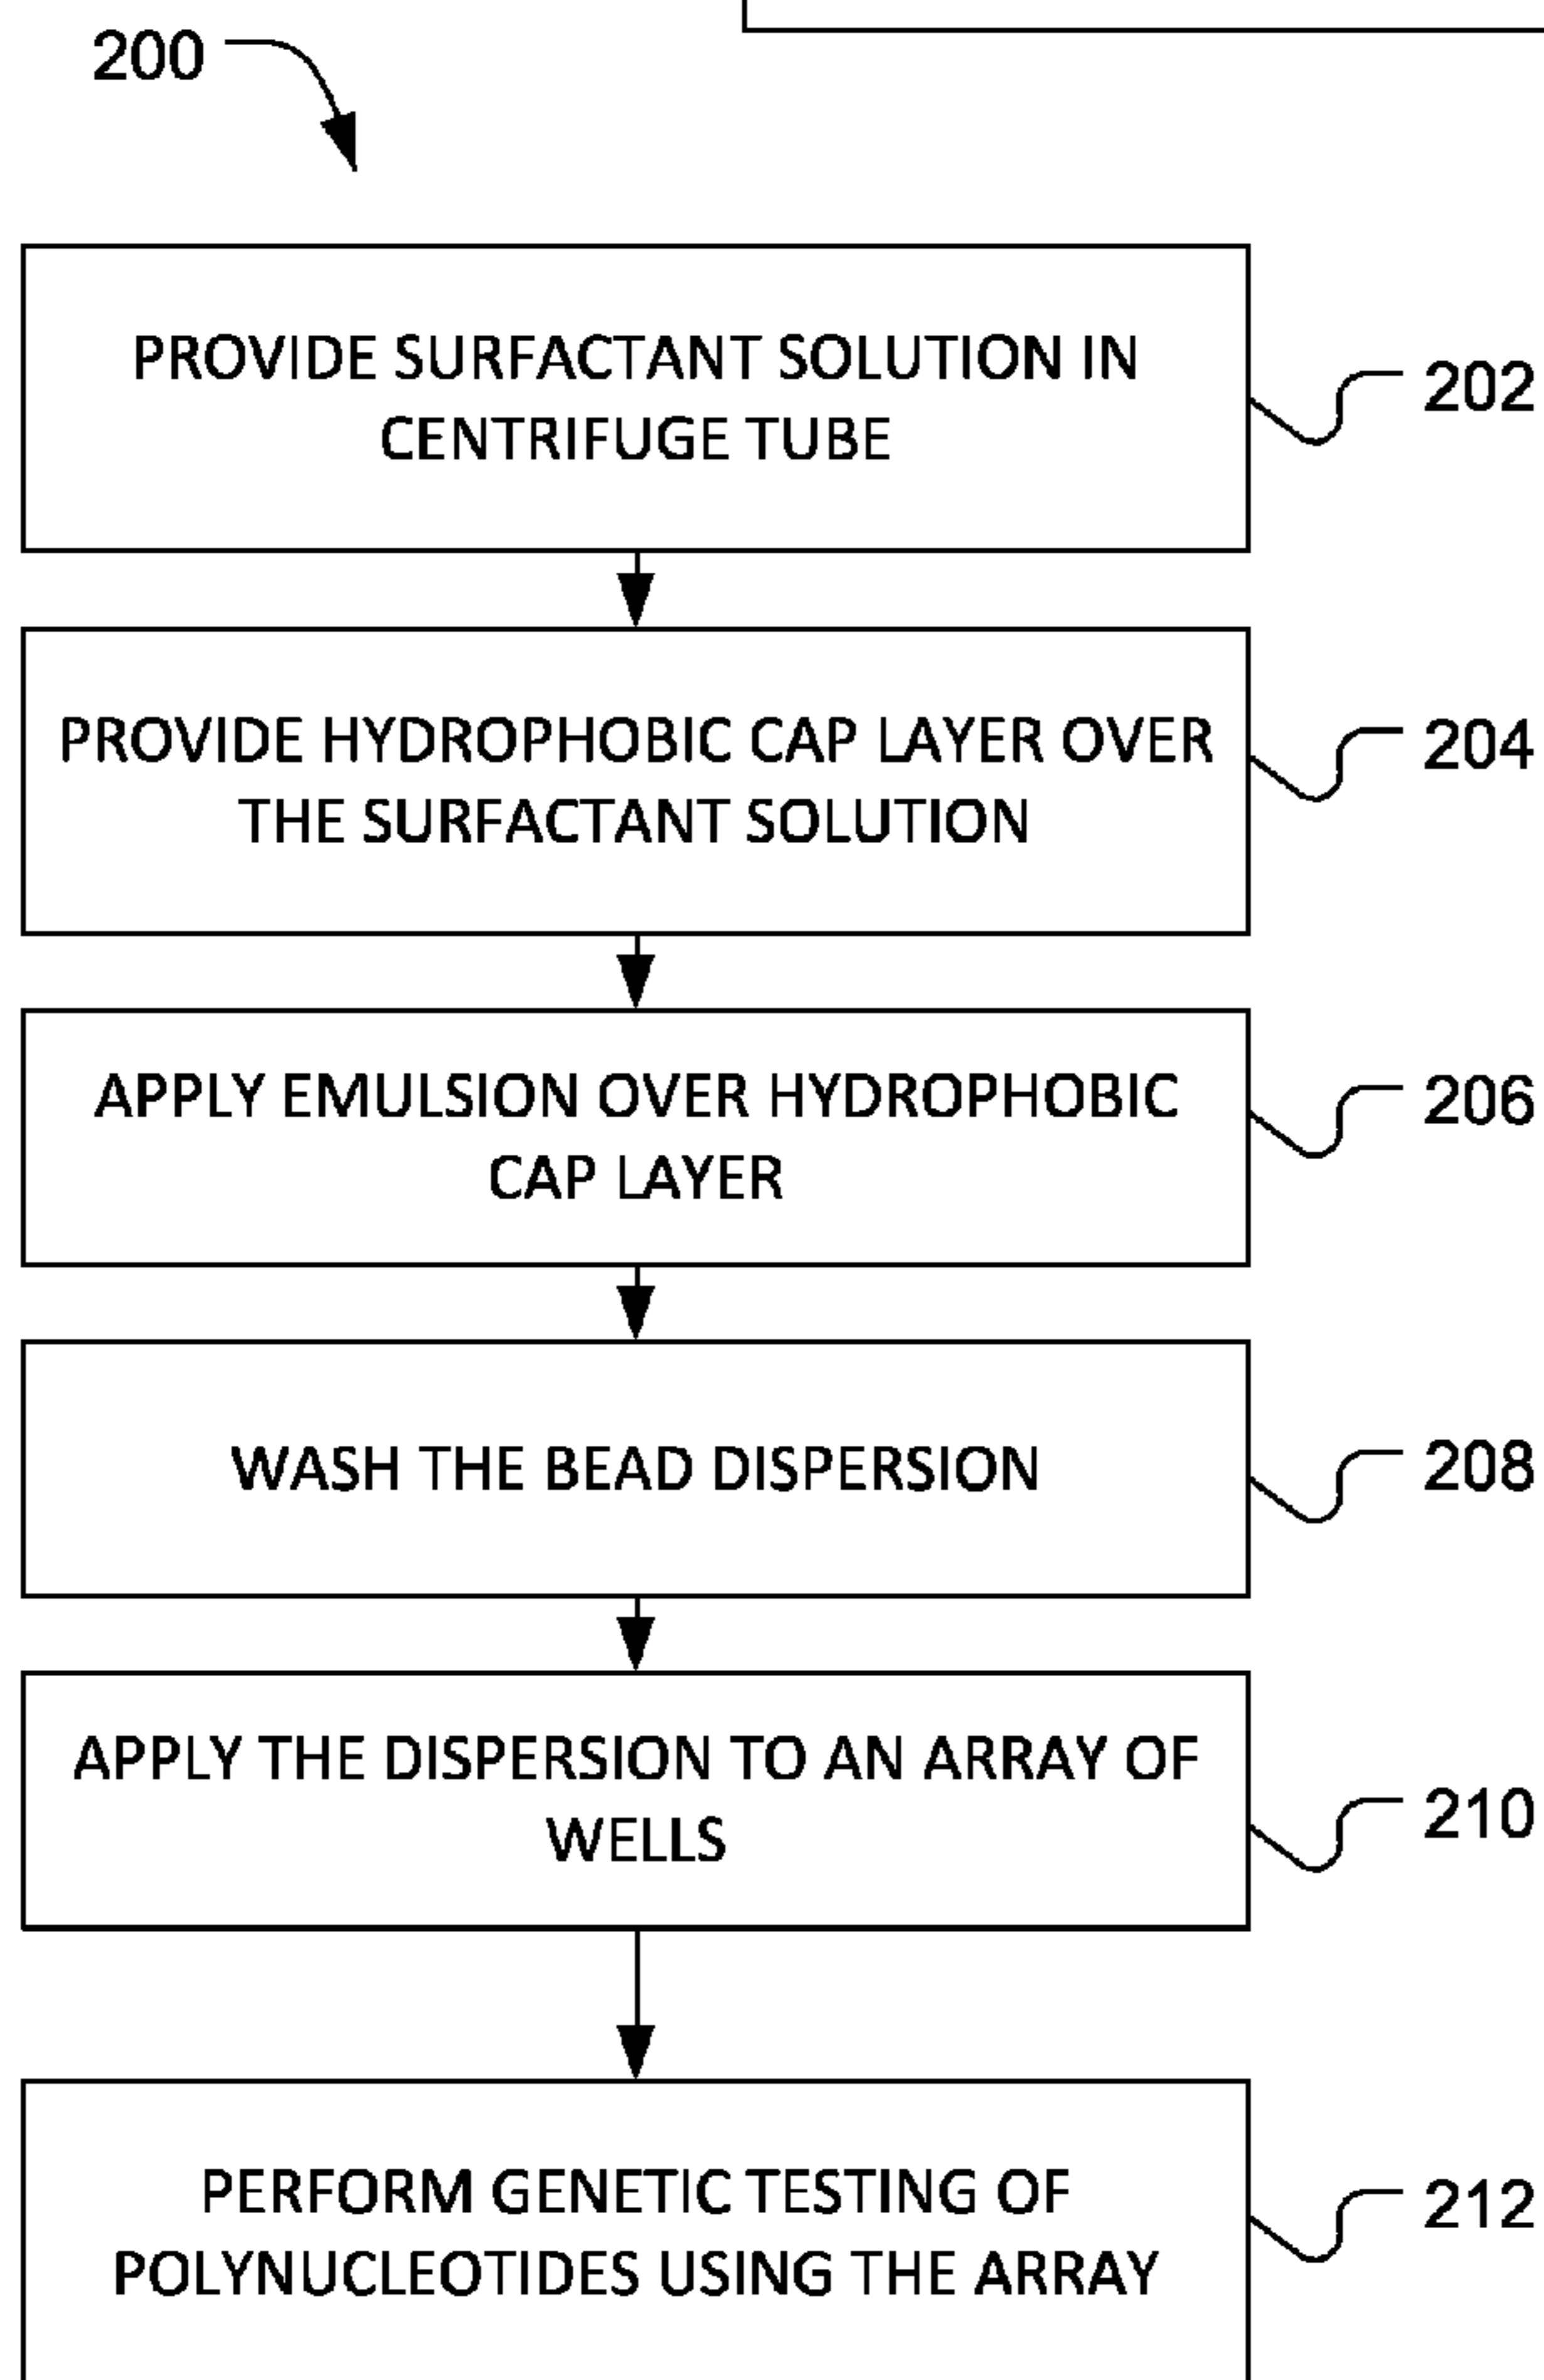 200
PROVIDE SURFACTANT SOLUTION IN
CENTRIFUGE TUBE
202
PROVIDE HYDROPHOBIC CAP LAYER OVER
THE SURFACTANT SOLUTION
204
APPLY EMULSION OVER HYDROPHOBIC
CAP LAYER
206
WASH THE BEAD DISPERSION
208
APPLY THE DISPERSION TO AN ARRAY OF
WELLS
210
PERFORM GENETIC TESTING OF
POLYNUCLEOTIDES USING THE ARRAY
212